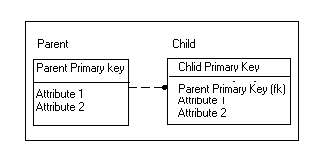 Parent
Child
Parent Primary key
Attribute 1
Attribute 2
Chlid Primary Key
Parent Primary Key (fk)
Attribute 1
Attribute 2